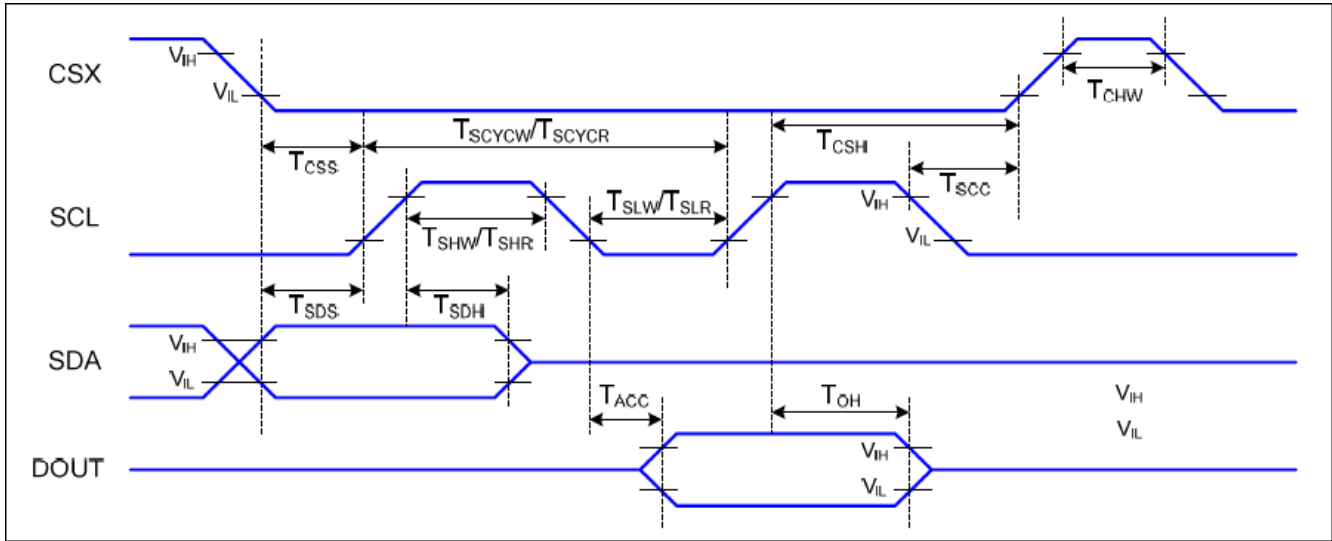 CSX
VIH
VIL
TCHW
TSCYCW/TSCYCR
TCSS
TCSH
TSCC
SCL
TSLW/TSLR
VIH
TSHW/TSHR
VIL
TSDS
TSDH
SDA
VIH
VIL
TACC
TOH
VIH
VIL
DOUT
VIH
VIL